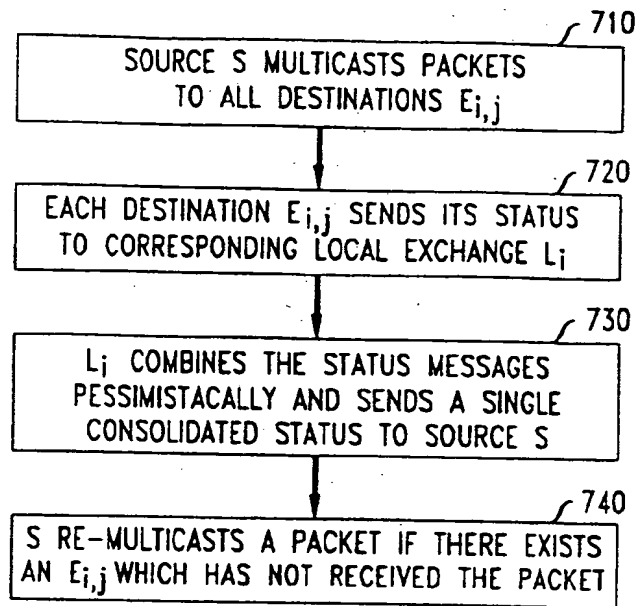 710
SOURCE S MULTICASTS PACKETS
TO ALL DESTINATIONS Ei,j
720
EACH DESTINATION Ei,j SENDS ITS STATUS
TO CORRESPONDING LOCAL EXCHANGE Li
730
Li COMBINES THE STATUS MESSAGES
PESSIMISTACALLY AND SENDS A SINGLE
CONSOLIDATED STATUS TO SOURCE S
740
S RE-MULTICASTS A PACKET IF THERE EXISTS
AN Ei,j WHICH HAS NOT RECEIVED THE PACKET